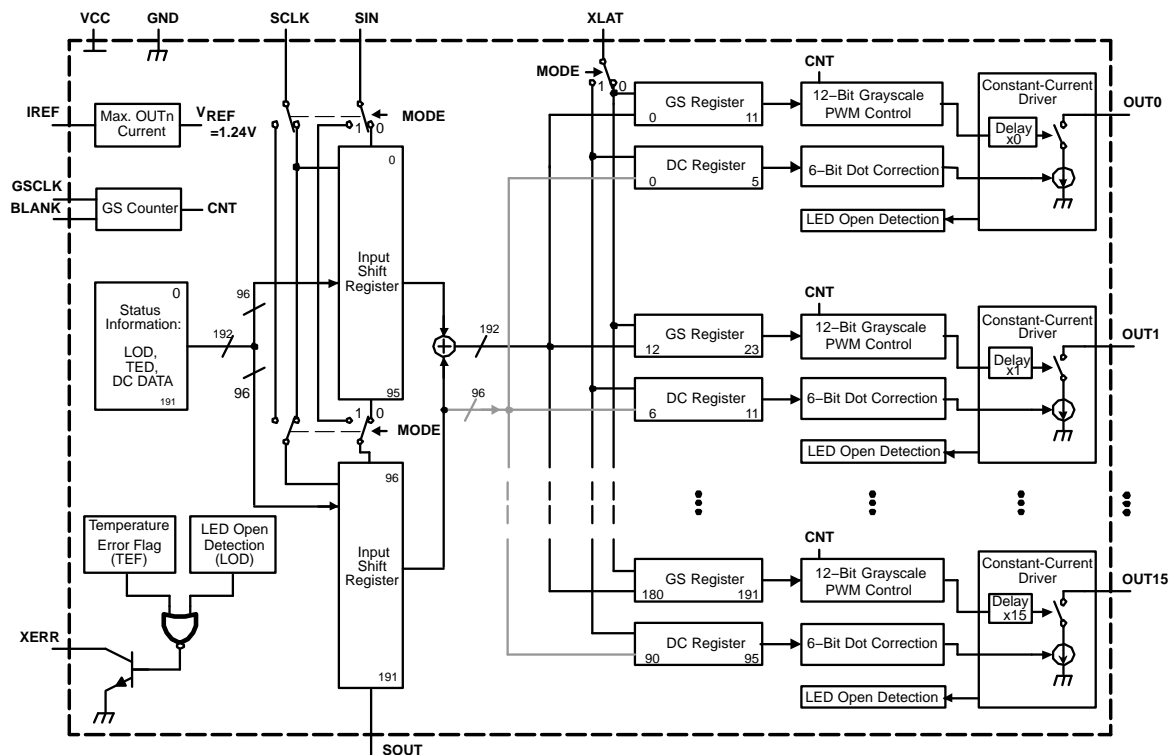 VCC
GND
SCLK
SIN
XLAT
MODE
1 0
CNT
IREF
Max. OUTn
Current
VREF
=1.24V
1 0
MODE
GS Register
0 11
12–Bit Grayscale
PWM Control
Constant-Current
Driver
Delay
x0
OUT0
DC Register
0 5
6–Bit Dot Correction
LED Open Detection
GSCLK
BLANK
GS Counter
CNT
0
Input
Shift
Register
95
0
Status
Information:
LOD,
TED,
DC DATA
191
192
96
96
192
96
CNT
GS Register
12 23
12–Bit Grayscale
PWM Control
Constant-Current
Driver
Delay
x1
OUT1
DC Register
6 11
6–Bit Dot Correction
LED Open Detection
1 0
MODE
96
Input
Shift
Register
191
Temperature
Error Flag
(TEF)
LED Open
Detection
(LOD)
XERR
CNT
GS Register
180 191
12–Bit Grayscale
PWM Control
Constant-Current
Driver
Delay
x15
OUT15
DC Register
90 95
6–Bit Dot Correction
LED Open Detection
SOUT